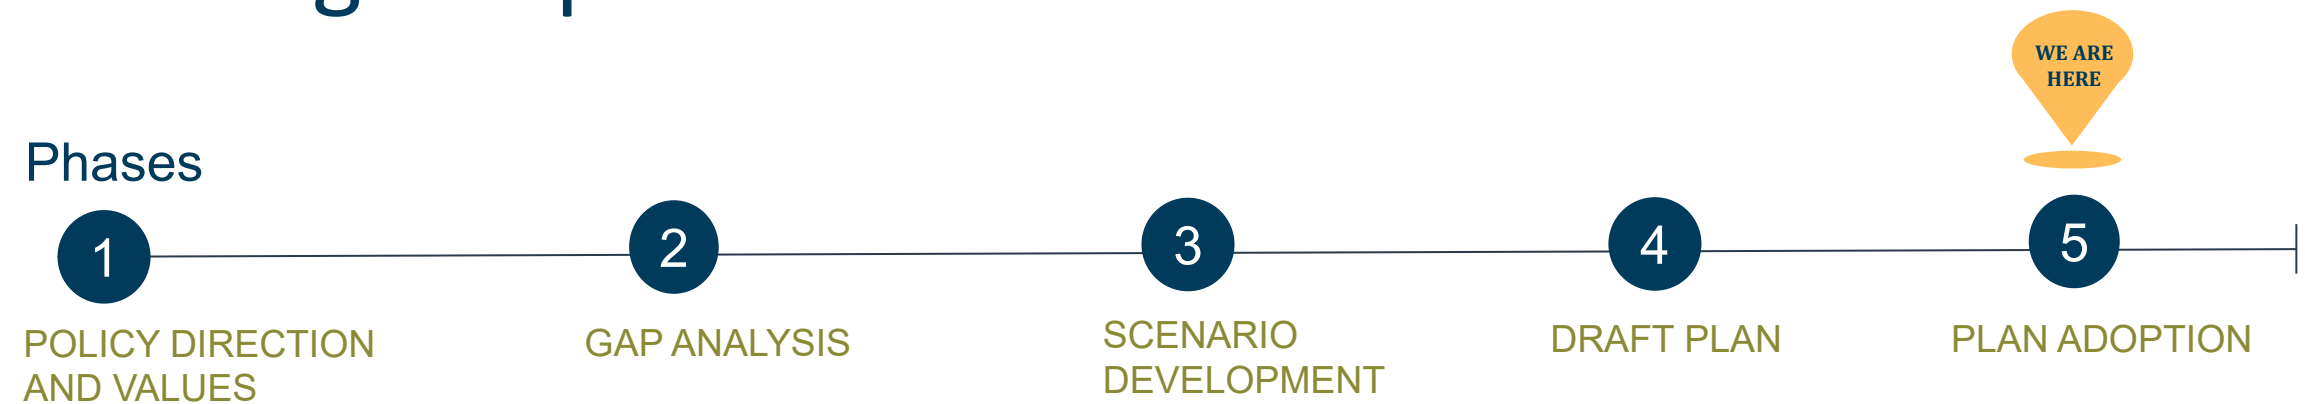 WE ARE
HERE
Phases
1
2
3
4
5
POLICY DIRECTION
AND VALUES
GAP ANALYSIS
SCENARIO
DEVELOPMENT
DRAFT PLAN
PLAN ADOPTION